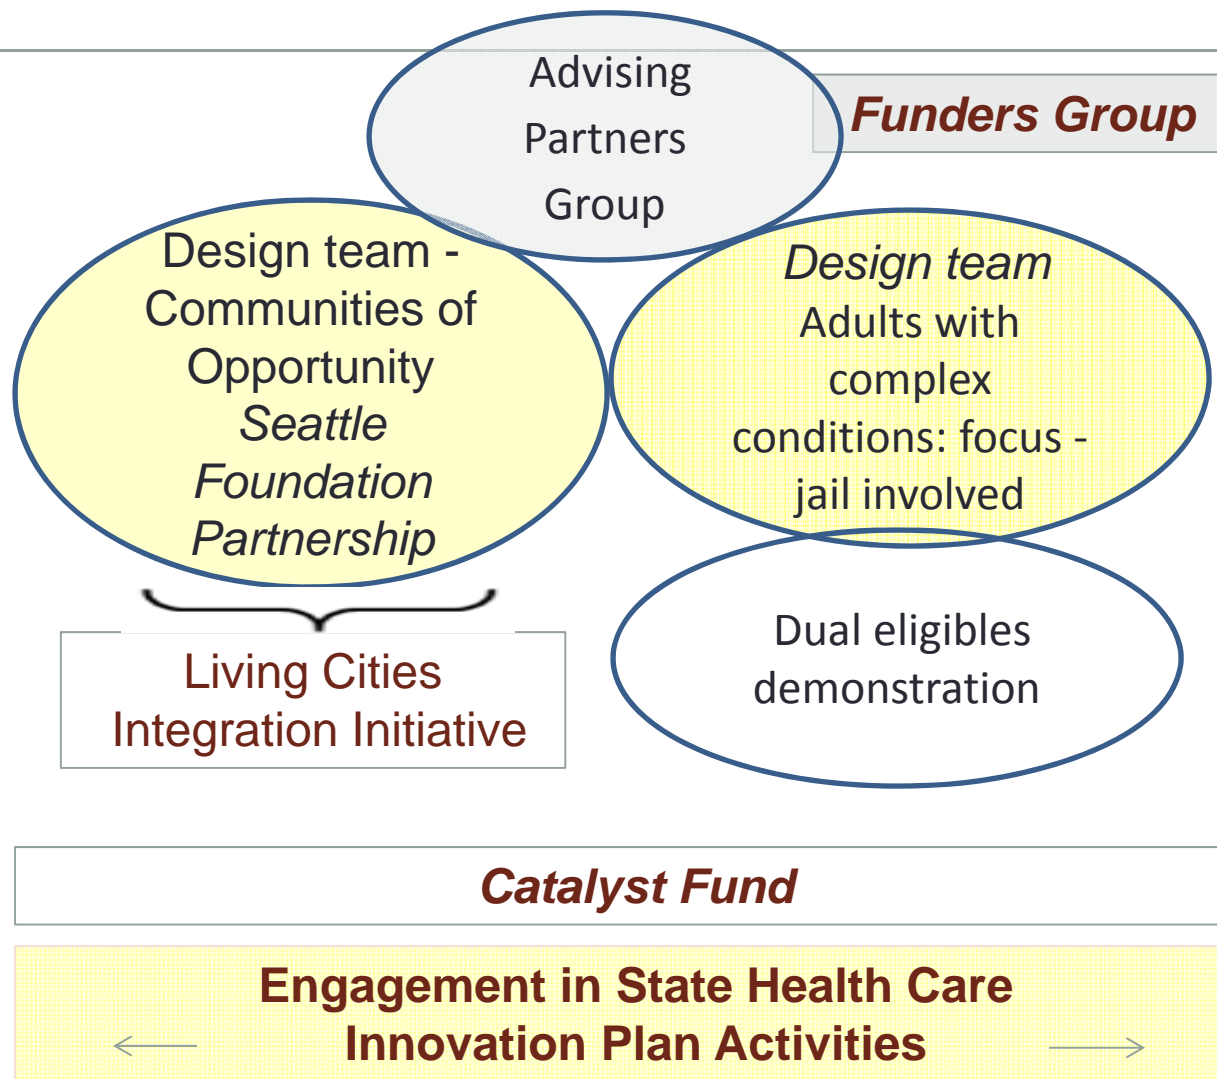 Advising
Partners
Group
Funders Group
Design team -
Communities of
Opportunity
Seattle
Foundation
Partnership
Design team
Adults with
complex
conditions: focus -
jail involved
Living Cities
Integration Initiative
Dual eligibles
demonstration
Catalyst Fund
Engagement in State Health Care
Innovation Plan Activities